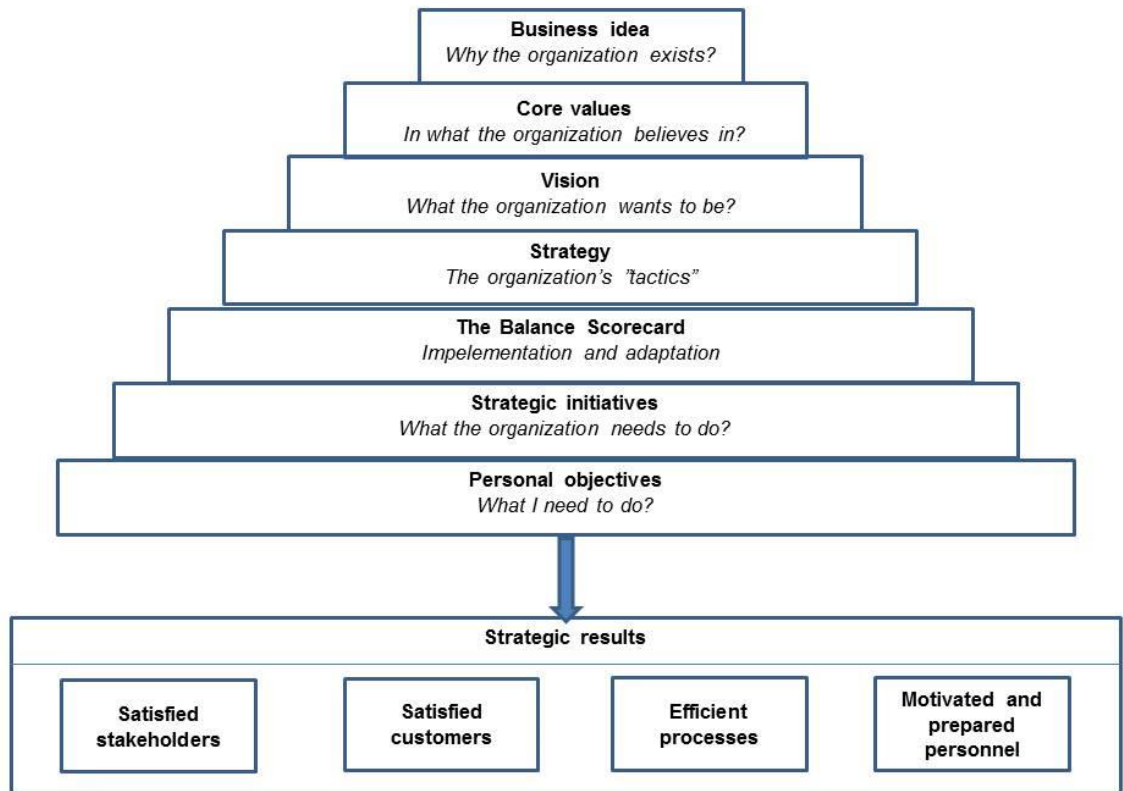 Business idea
Why the organization exists?
Core values
In what the organization believes in?
Vision
What the organization wants to be?
Strategy
The organization's "tactics"
The Balance Scorecard
Impelementation and adaptation
Strategic initiatives
What the organization needs to do?
Personal objectives
What I need to do?
Strategic results
Satisfied
stakeholders
Satisfied
customers
Efficient
processes
Motivated and
prepared
personnel